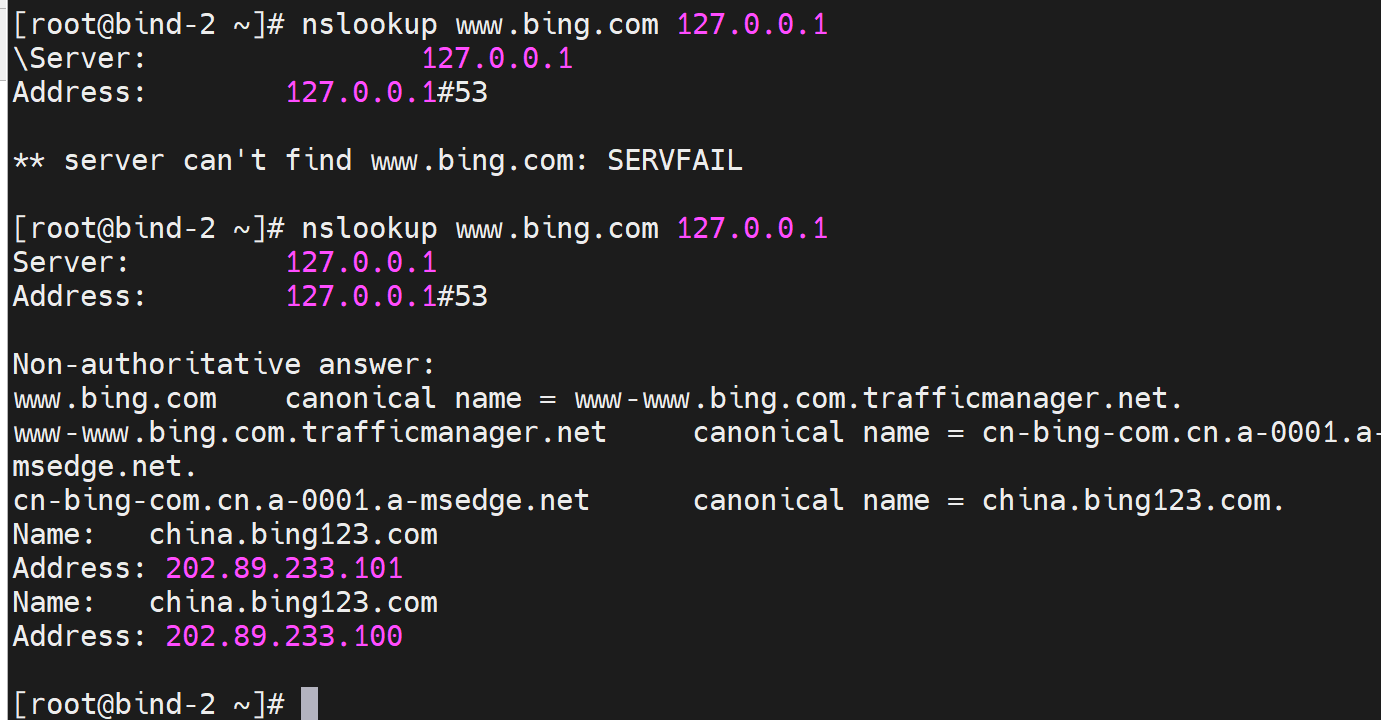 [root@bind-2 ~]# nslookup www.bing.com 127.0.0.1
\Server:		127.0.0.1
Address:	127.0.0.1#53
** server can't find www.bing.com: SERVFAIL
[root@bind-2 ~]# nslookup www.bing.com 127.0.0.1
Server:		127.0.0.1
Address:	127.0.0.1#53
Non-authoritative answer:
www.bing.com	canonical name = www-www.bing.com.trafficmanager.net.
www-www.bing.com.trafficmanager.net	canonical name = cn-bing-com.cn.a-0001.a-
msedge.net.
cn-bing-com.cn.a-0001.a-msedge.net	canonical name = china.bing123.com.
Name:	china.bing123.com
Address: 202.89.233.101
Name:	china.bing123.com
Address: 202.89.233.100
[root@bind-2 ~]#